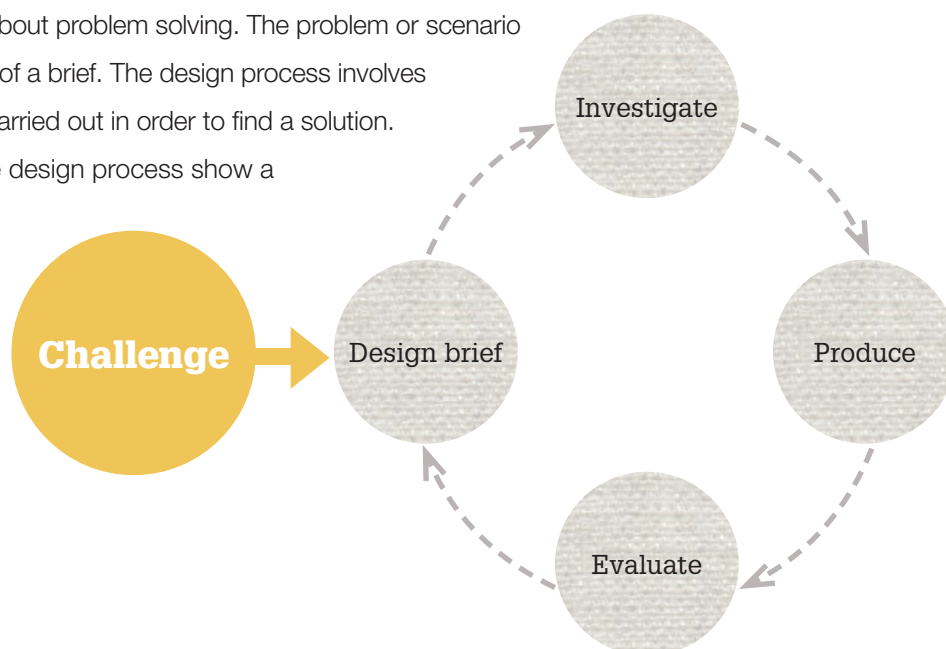 bout problem solving. The problem or scenario
of a brief. The design process involves
arried out in order to find a solution.
design process show a
Investigate
Challenge
Design brief
Produce
Evaluate